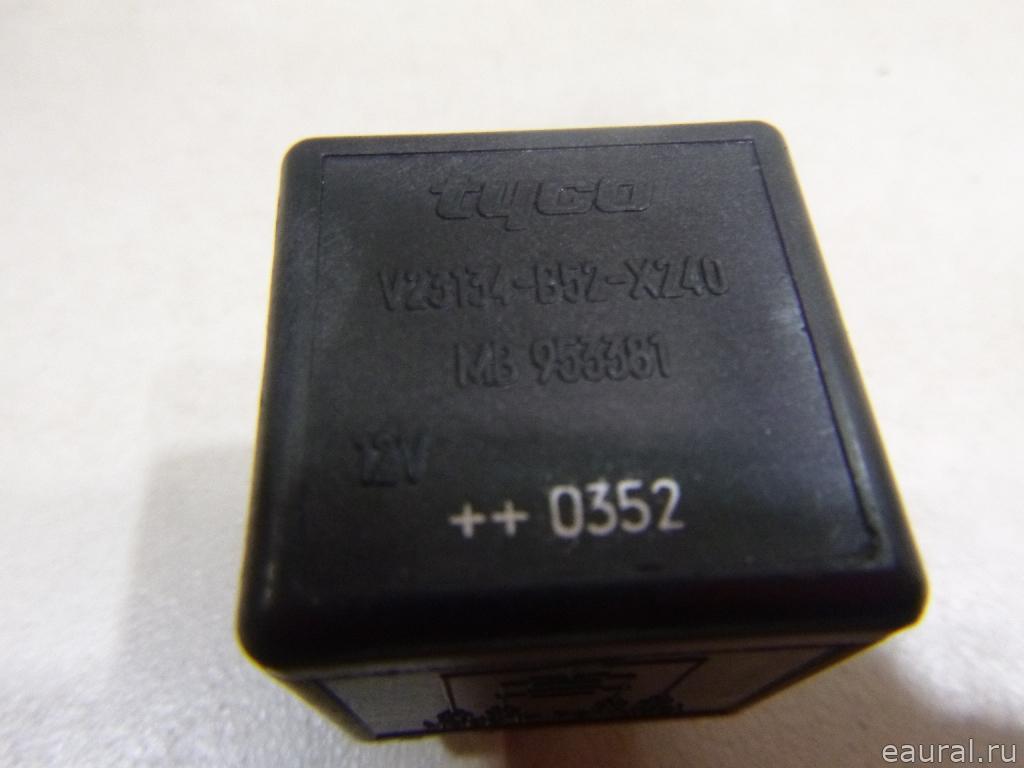 tyco
V23134-B52-X240
MB 953381
12V
++ 0352
eaural.ru